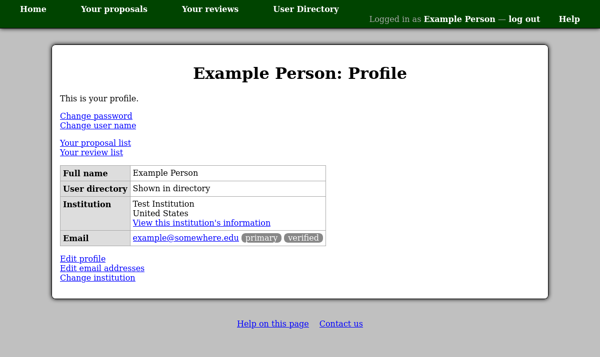 Home Your proposals Your reviews User Directory
Logged in as Example Person — log out Help
Example Person: Profile
This is your profile.
Change password
Change user name
Your proposal list
Your review list
Full name Example Person
User directory Shown in directory
Institution Test Institution
United States
View this institution's information
Email example@somewhere.edu primary verified
Edit profile
Edit email addresses
Change institution
Help on this page Contact us